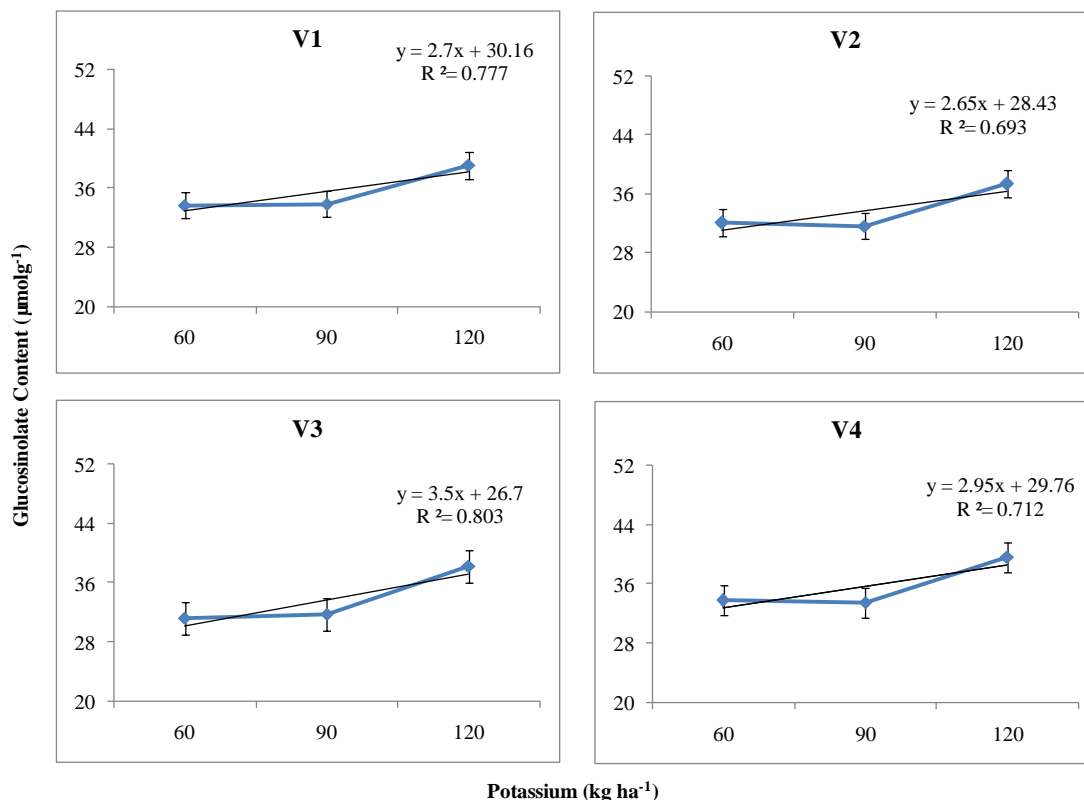 V1
y = 2.7x + 30.16
R ²= 0.777
52
44
36
28
20
60 90 120
V2
y = 2.65x + 28.43
R ²= 0.693
52
44
36
28
20
60 90 120
Glucosinolate Content (µmolg⁻¹)
V3
y = 3.5x + 26.7
R ²= 0.803
52
44
36
28
20
60 90 120
V4
y = 2.95x + 29.76
R ²= 0.712
52
44
36
28
20
60 90 120
Potassium (kg ha⁻¹)